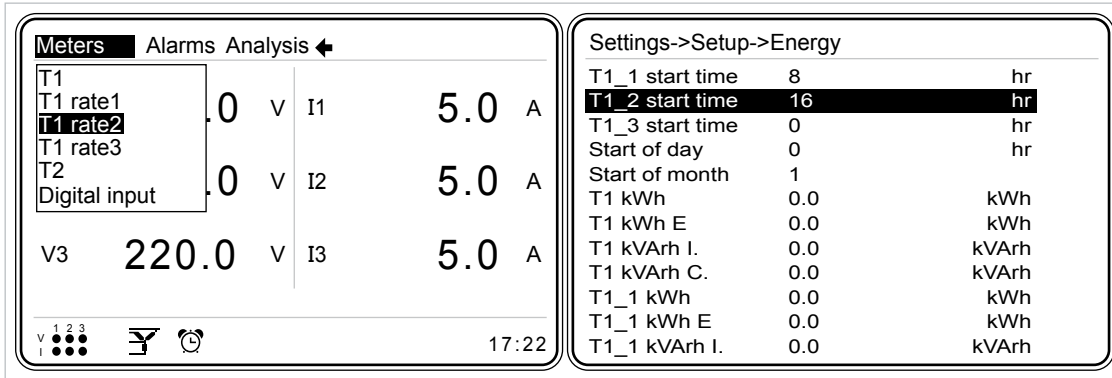 Meters Alarms Analysis
T1
T1 rate1
T1 rate2
T1 rate3
T2
Digital input
.0 V I1 5.0 A
.0 V I2 5.0 A
V3 220.0 V I3 5.0 A
1 2 3
V
I
17:22
Settings->Setup->Energy
T1_1 start time 8 hr
T1_2 start time 16 hr
T1_3 start time 0 hr
Start of day 0 hr
Start of month 1
T1 kWh 0.0 kWh
T1 kWh E 0.0 kWh
T1 kVArh I. 0.0 kVArh
T1 kVArh C. 0.0 kVArh
T1_1 kWh 0.0 kWh
T1_1 kWh E 0.0 kWh
T1_1 kVArh I. 0.0 kVArh